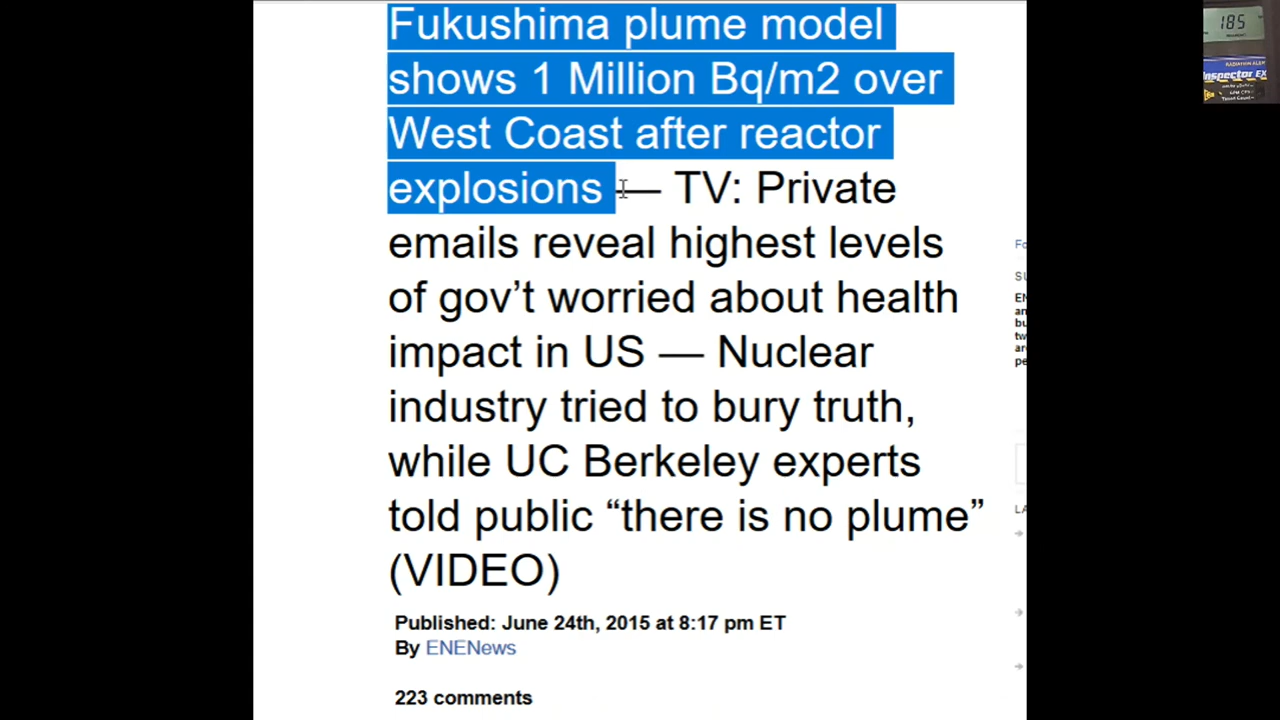 Fukushima plume model
shows 1 Million Bq/m2 over
West Coast after reactor
explosions — TV: Private
emails reveal highest levels
of gov’t worried about health
impact in US — Nuclear
industry tried to bury truth,
while UC Berkeley experts
told public “there is no plume”
(VIDEO)
Published: June 24th, 2015 at 8:17 pm ET
By ENENews
223 comments
185
RADIATION ALERT
Inspector EX